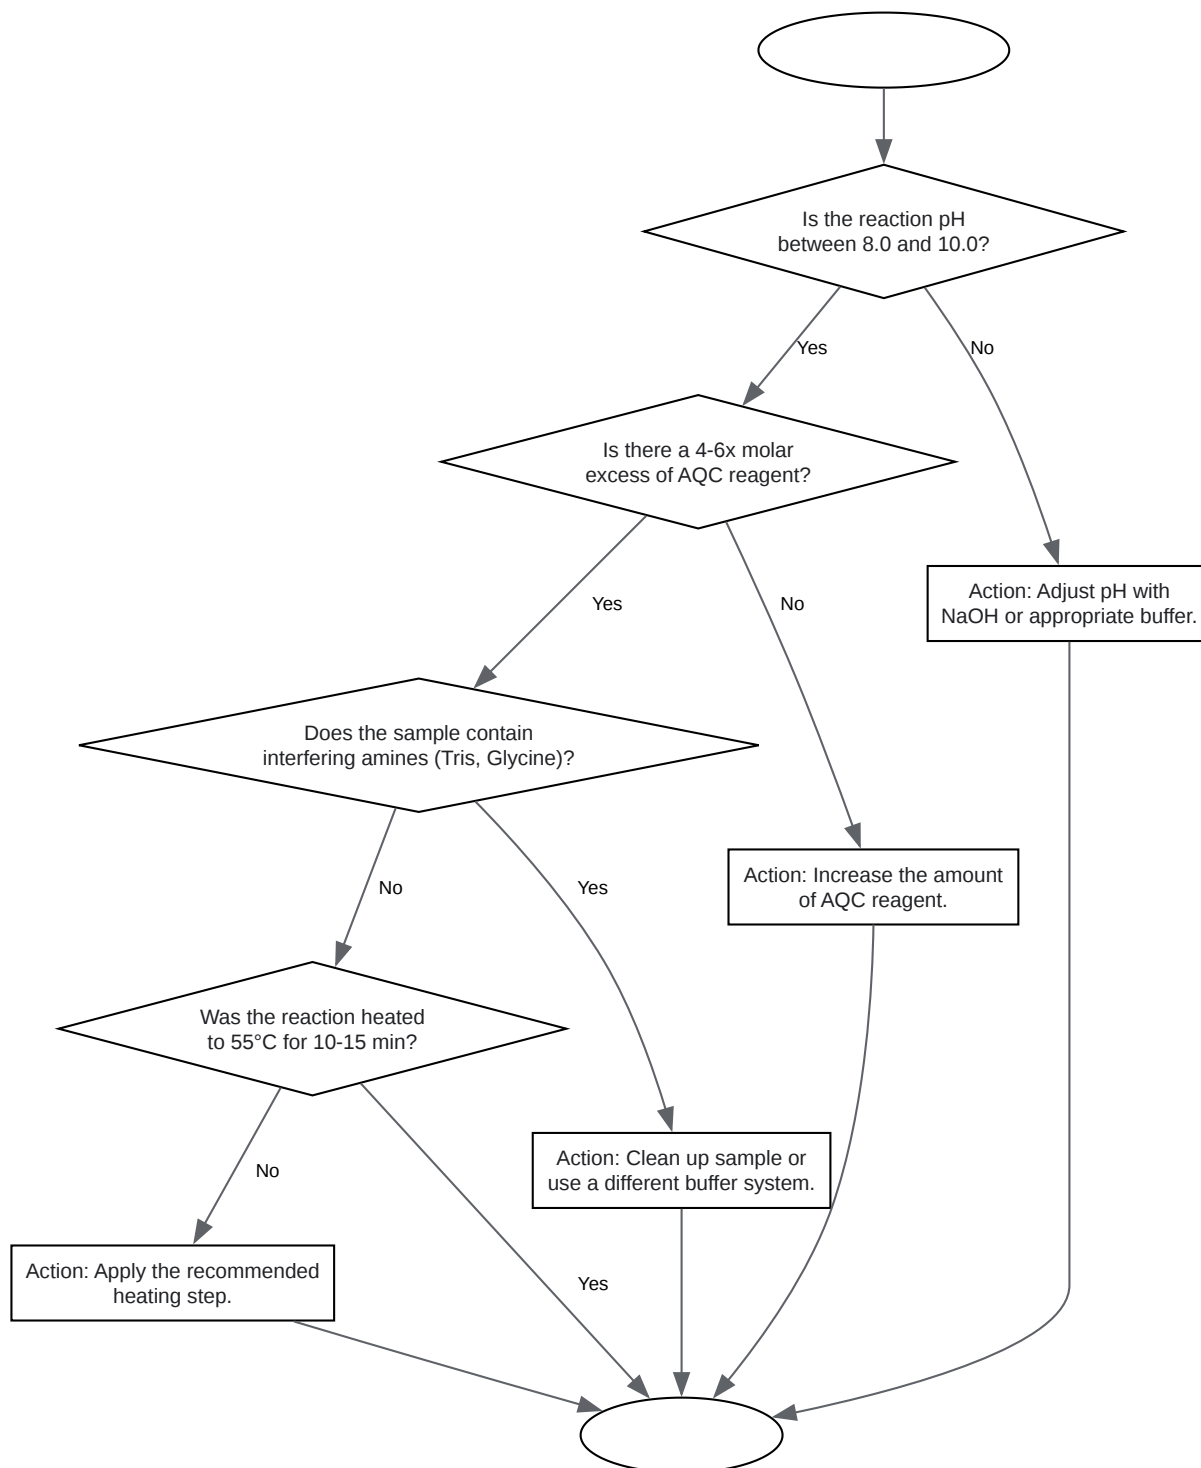 Is the reaction pH
between 8.0 and 10.0?
Yes
No
Is there a 4-6x molar
excess of AQC reagent?
Yes
No
Action: Adjust pH with
NaOH or appropriate buffer.
Does the sample contain
interfering amines (Tris, Glycine)?
No
Yes
Action: Increase the amount
of AQC reagent.
Was the reaction heated
to 55°C for 10-15 min?
No
Yes
Action: Clean up sample or
use a different buffer system.
Action: Apply the recommended
heating step.